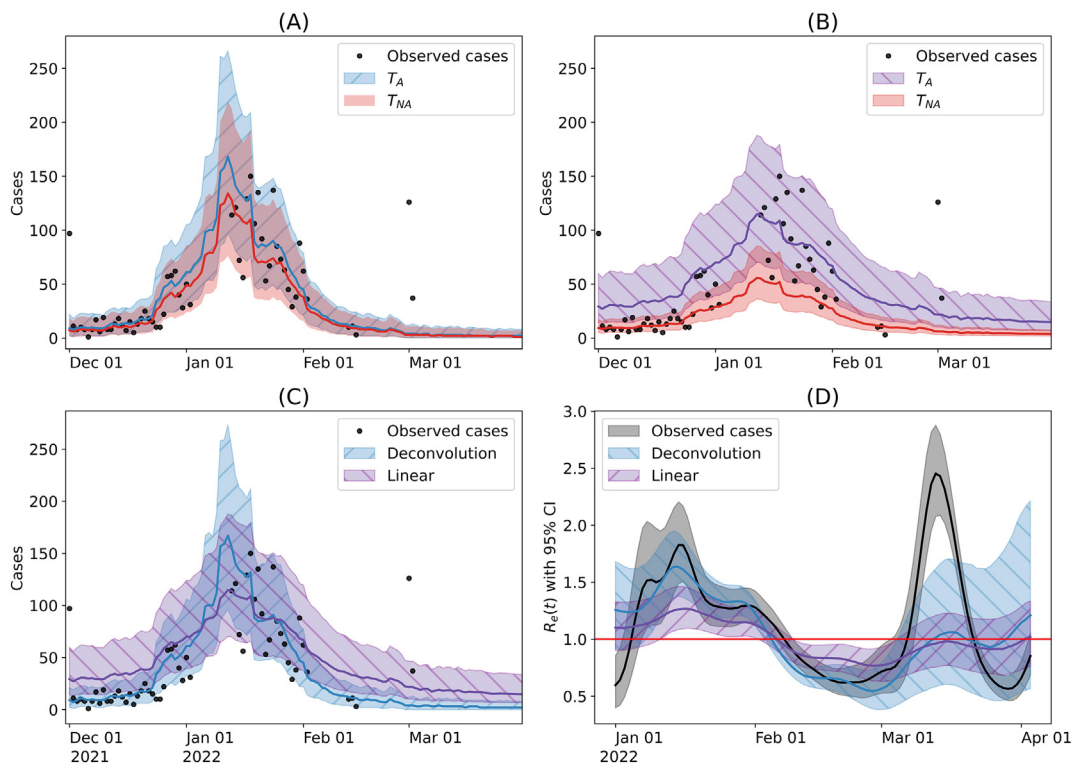 (A)
250
200
150
100
50
0
Cases
Observed cases
T_A
T_NA
Dec 01
Jan 01
Feb 01
Mar 01
(B)
250
200
150
100
50
0
Cases
Observed cases
T_A
T_NA
Dec 01
Jan 01
Feb 01
Mar 01
(C)
250
200
150
100
50
0
Cases
Observed cases
Deconvolution
Linear
Dec 01
2021
Jan 01
2022
Feb 01
Mar 01
(D)
3.0
2.5
2.0
1.5
1.0
0.5
R_e(t) with 95% CI
Observed cases
Deconvolution
Linear
Jan 01
2022
Feb 01
Mar 01
Apr 01